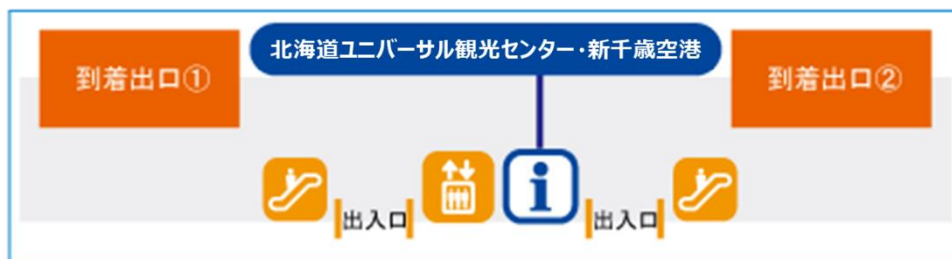 北海道ユニバーサル観光センター・新千歳空港
到着出口①
到着出口②
出入口
出入口